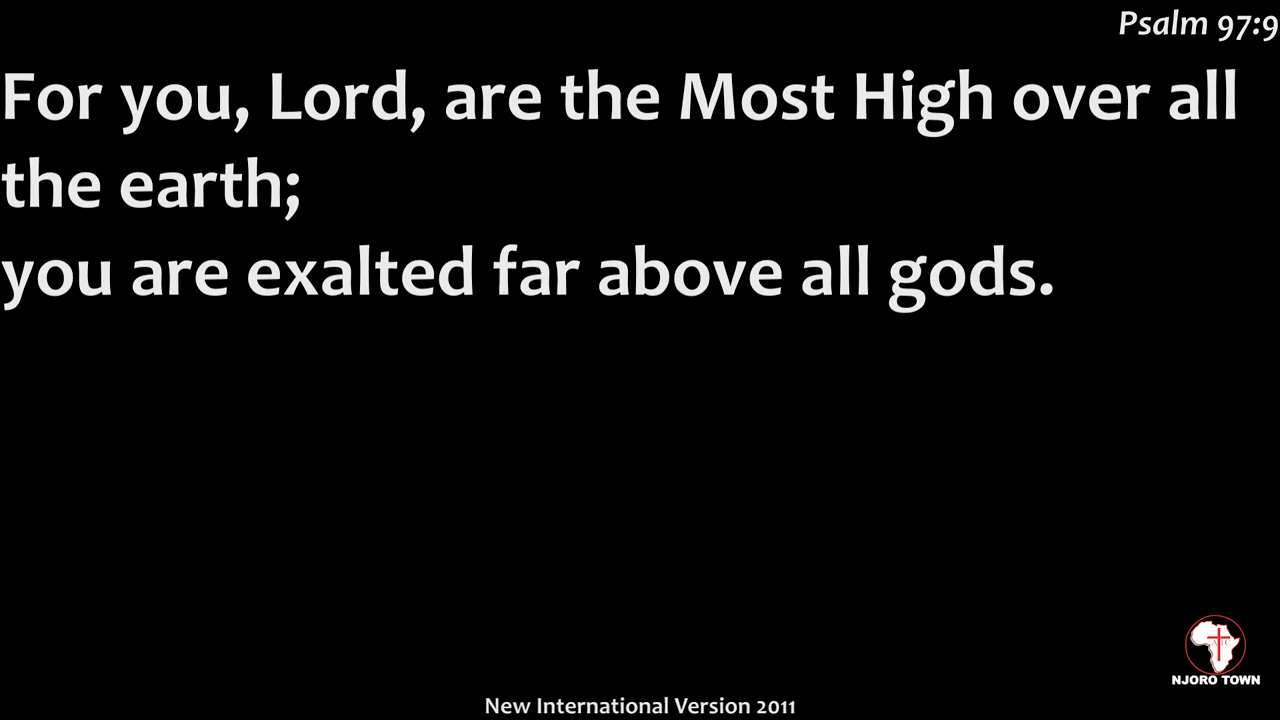 Psalm 97:9
For you, Lord, are the Most High over all
the earth;
you are exalted far above all gods.
NJORO TOWN
New International Version 2011